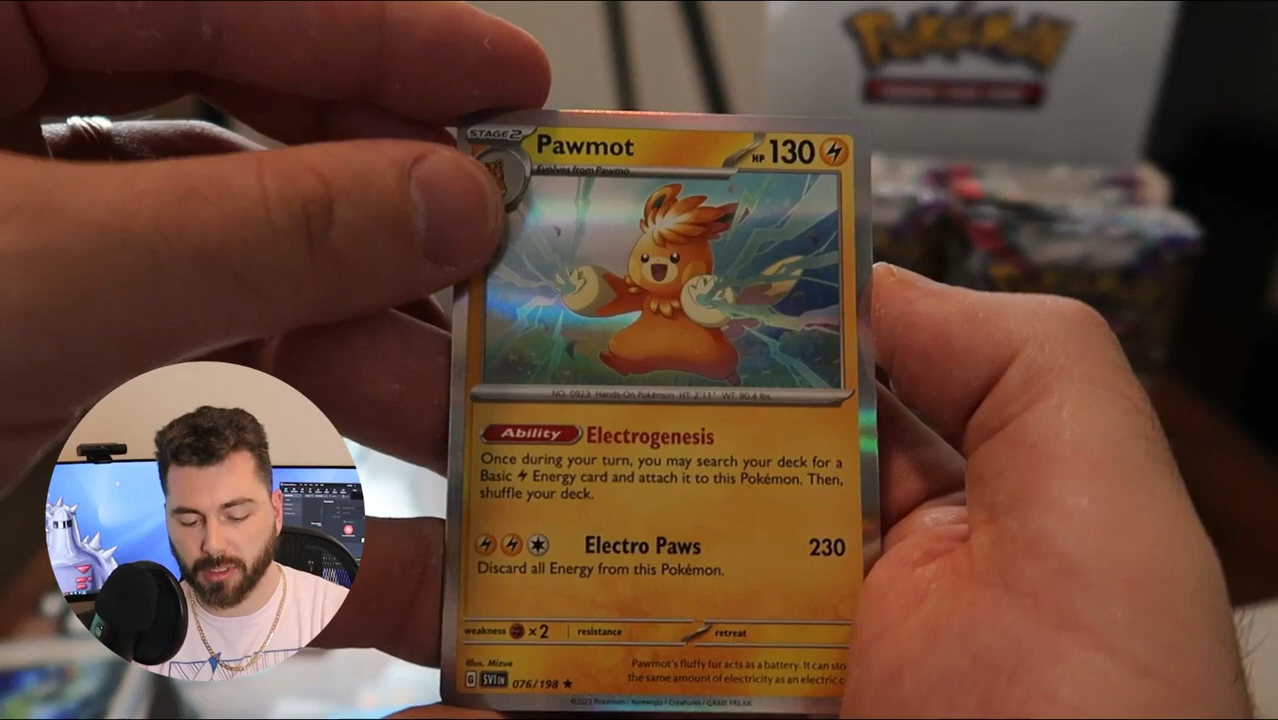 Pokémon
STAGE 2
Pawmot
HP 130
Evolves from Pawmo
NO. 0923 Hands-On Pokémon HT: 2'11" WT: 90.4 lbs.
Ability Electrogenesis
Once during your turn, you may search your deck for a
Basic Energy card and attach it to this Pokémon. Then,
shuffle your deck.
Electro Paws 230
Discard all Energy from this Pokémon.
weakness ×2 resistance retreat
Illus. Mizue
Pawmot's fluffy fur acts as a battery. It can sto
the same amount of electricity as an electric c
G SVI EN 076/198 ★
©2023 Pokémon / Nintendo / Creatures / GAME FREAK